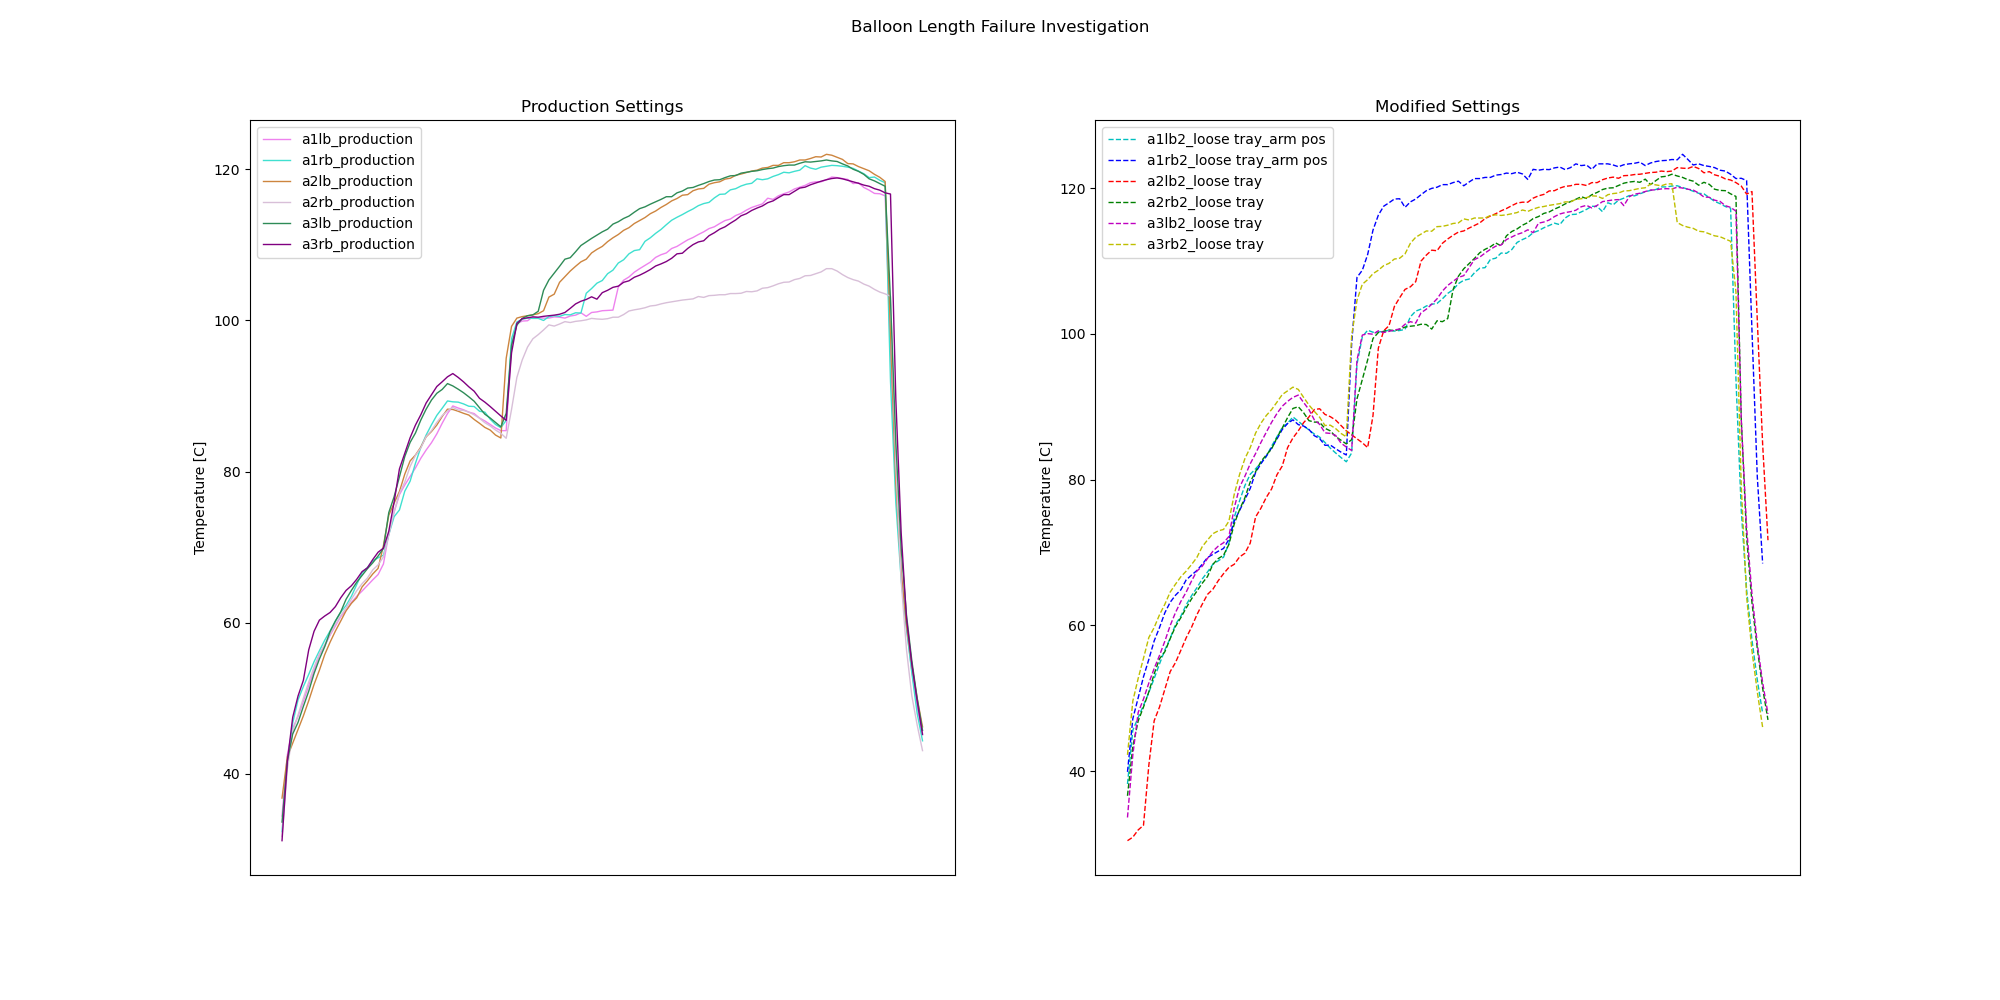 Balloon Length Failure Investigation
Production Settings
Temperature [C]
120
100
80
60
40
a1lb_production
a1rb_production
a2lb_production
a2rb_production
a3lb_production
a3rb_production
Modified Settings
Temperature [C]
120
100
80
60
40
a1lb2_loose tray_arm pos
a1rb2_loose tray_arm pos
a2lb2_loose tray
a2rb2_loose tray
a3lb2_loose tray
a3rb2_loose tray